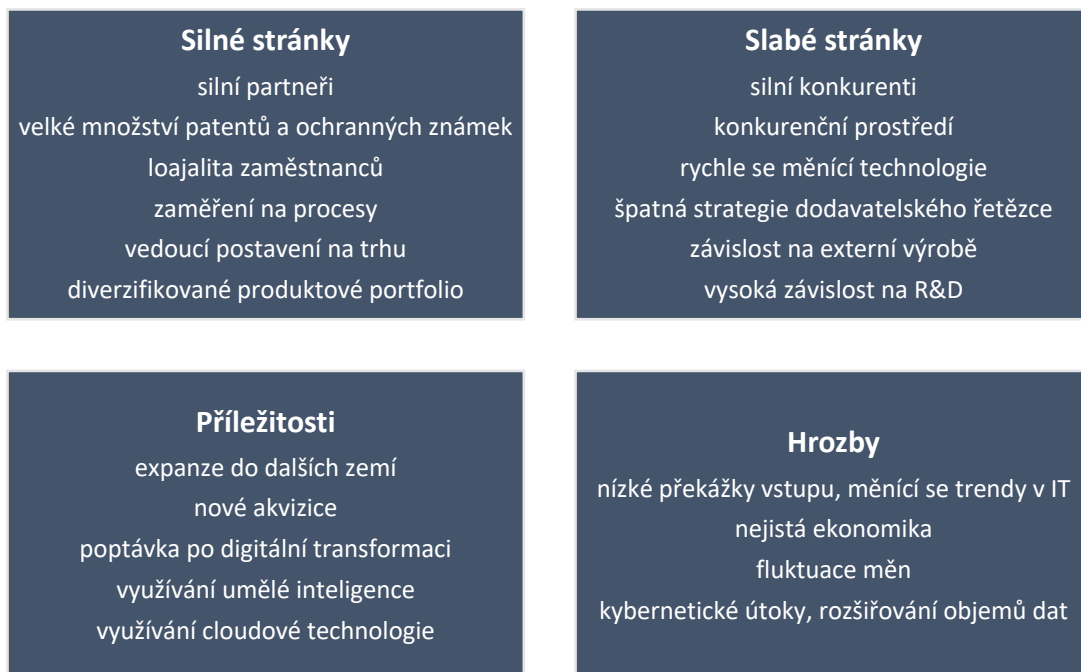 Silné stránky
silní partneři
velké množství patentů a ochranných známek
loajalita zaměstnanců
zaměření na procesy
vedoucí postavení na trhu
diverzifikované produktové portfolio
Slabé stránky
silní konkurenti
konkurenční prostředí
rychle se měnící technologie
špatná strategie dodavatelského řetězce
závislost na externí výrobě
vysoká závislost na R&D
Příležitosti
expanze do dalších zemí
nové akvizice
poptávka po digitální transformaci
využívání umělé inteligence
využívání cloudové technologie
Hrozby
nízké překážky vstupu, měnící se trendy v IT
nejistá ekonomika
fluktuace měn
kybernetické útoky, rozšiřování objemů dat